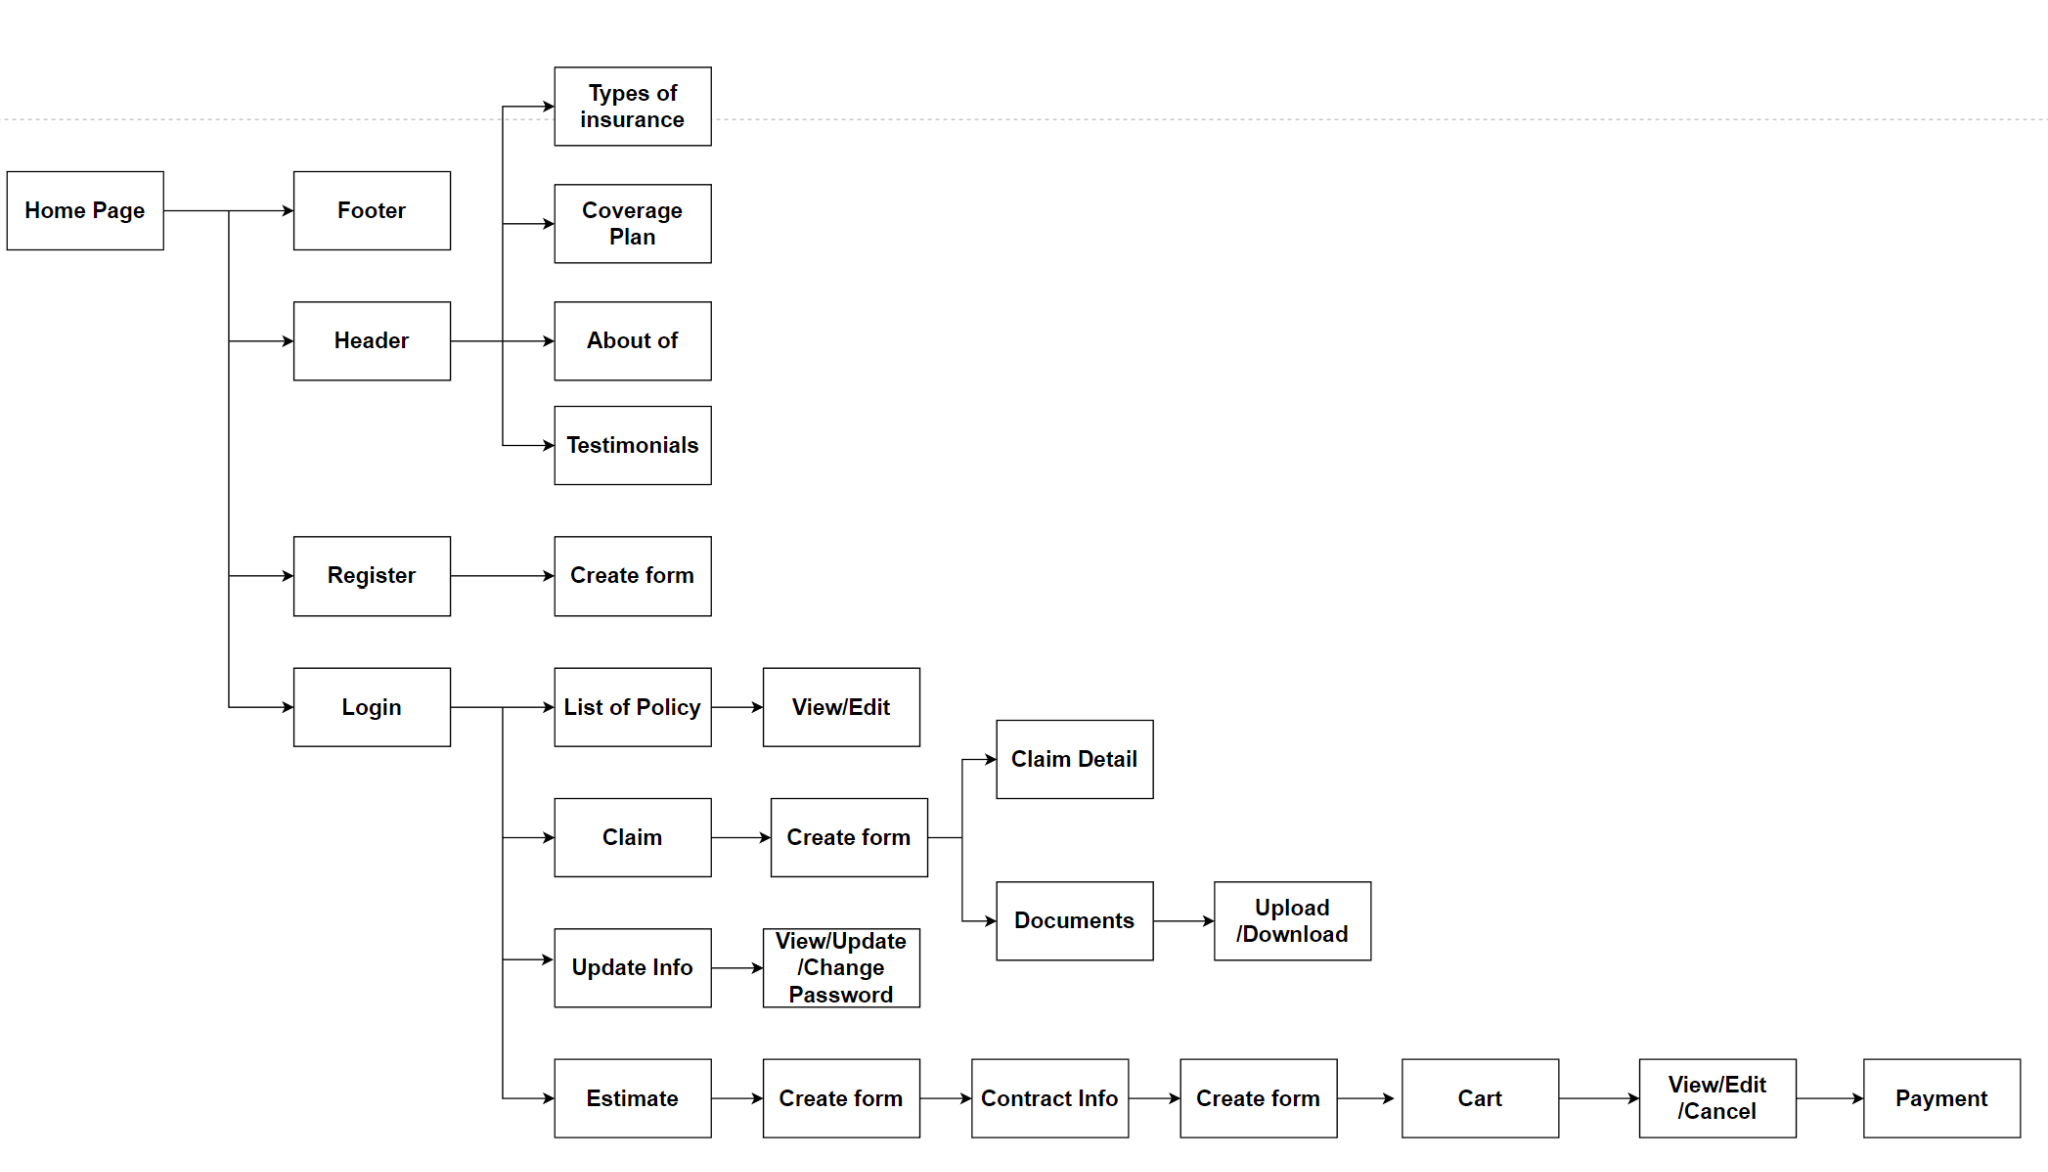 Types of
insurance
Home Page
Footer
Coverage
Plan
Header
About of
Testimonials
Register
Create form
Login
List of Policy
View/Edit
Claim Detail
Claim
Create form
Documents
Upload
/Download
Update Info
View/Update
/Change
Password
Estimate
Create form
Contract Info
Create form
Cart
View/Edit
/Cancel
Payment